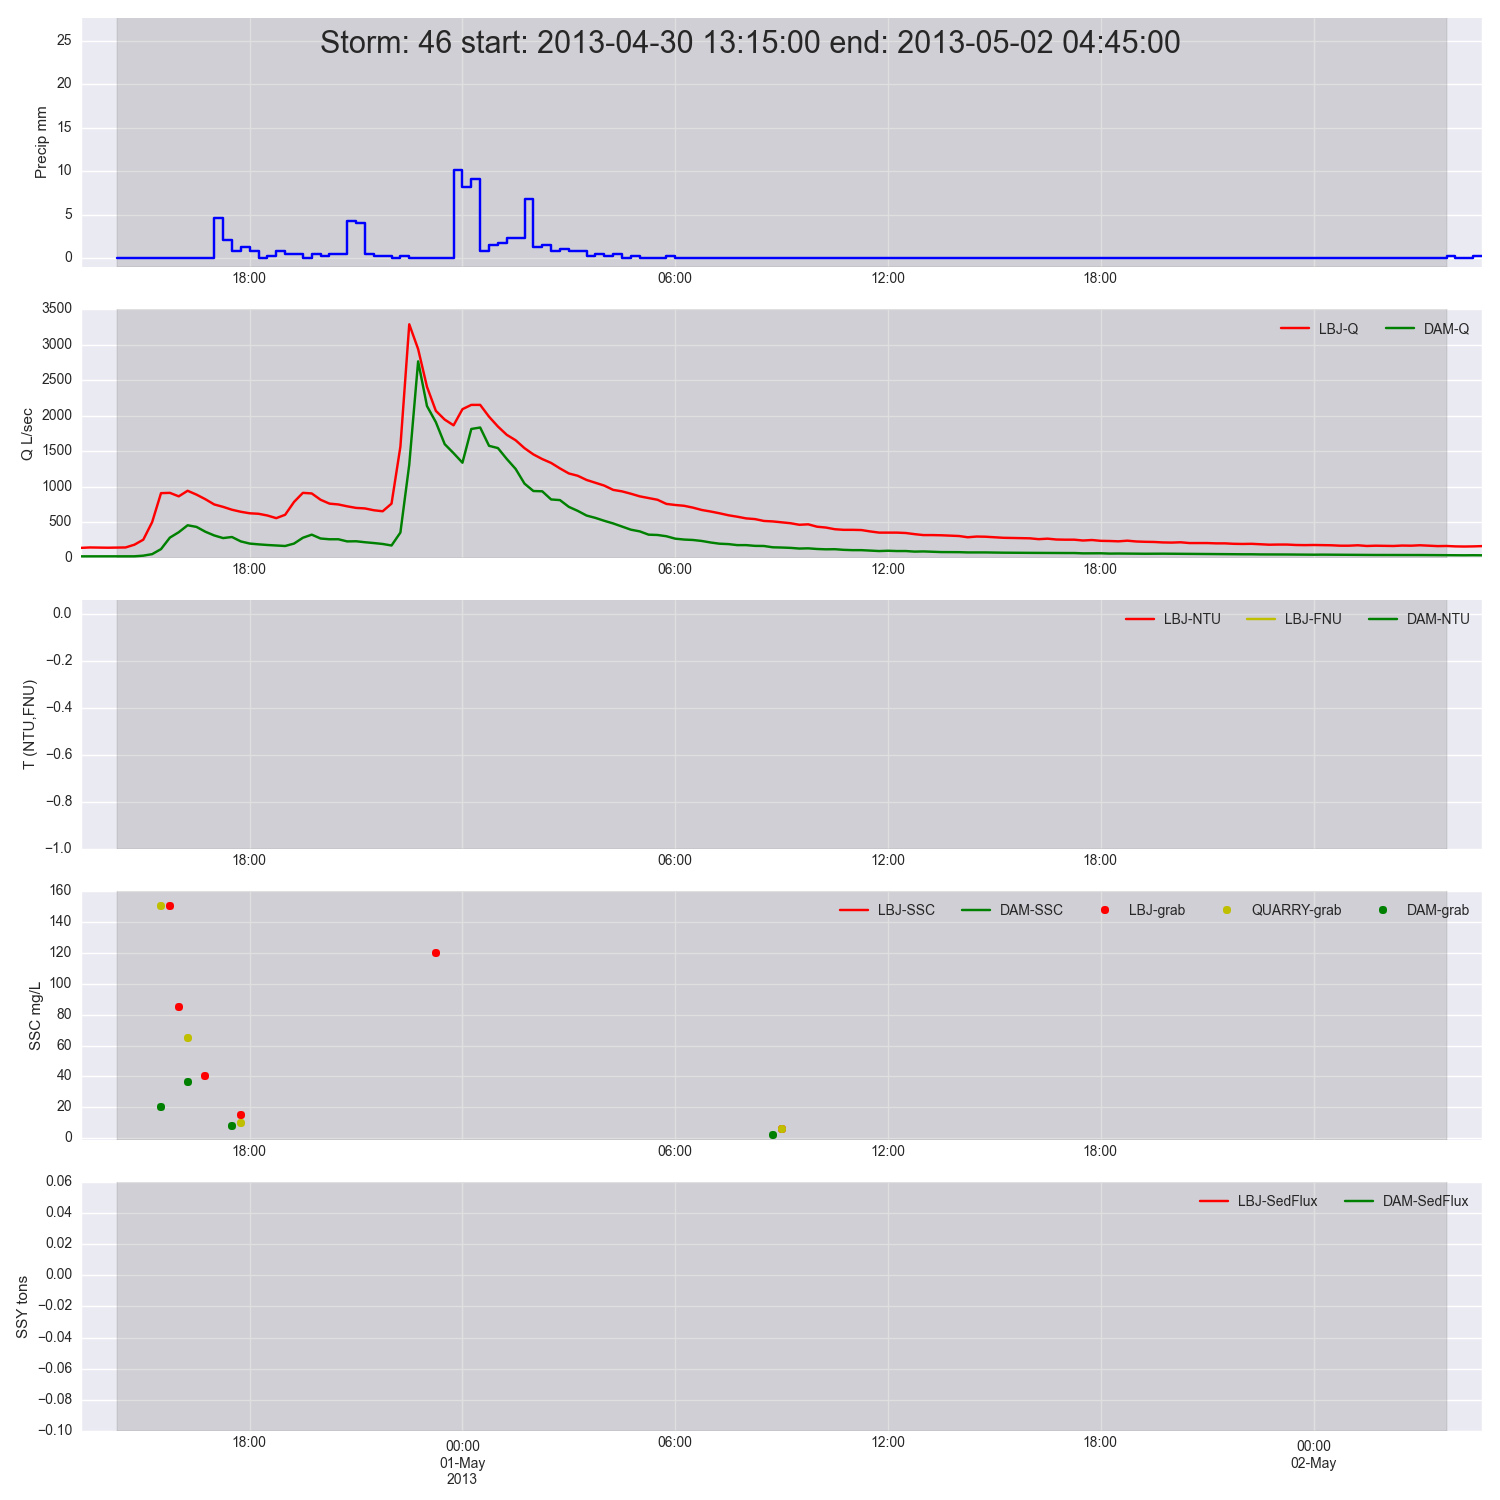 Storm: 46 start: 2013-04-30 13:15:00 end: 2013-05-02 04:45:00
Precip mm
25
20
15
10
5
0
18:00 06:00 12:00 18:00
Q L/sec
3500
3000
2500
2000
1500
1000
500
0
LBJ-Q DAM-Q
18:00 06:00 12:00 18:00
T (NTU,FNU)
0.0
−0.2
−0.4
−0.6
−0.8
−1.0
LBJ-NTU LBJ-FNU DAM-NTU
18:00 06:00 12:00 18:00
SSC mg/L
160
140
120
100
80
60
40
20
0
LBJ-SSC DAM-SSC LBJ-grab QUARRY-grab DAM-grab
18:00 06:00 12:00 18:00
SSY tons
0.06
0.04
0.02
0.00
−0.02
−0.04
−0.06
−0.08
−0.10
LBJ-SedFlux DAM-SedFlux
18:00 00:00 06:00 12:00 18:00 00:00
01-May 02-May
2013